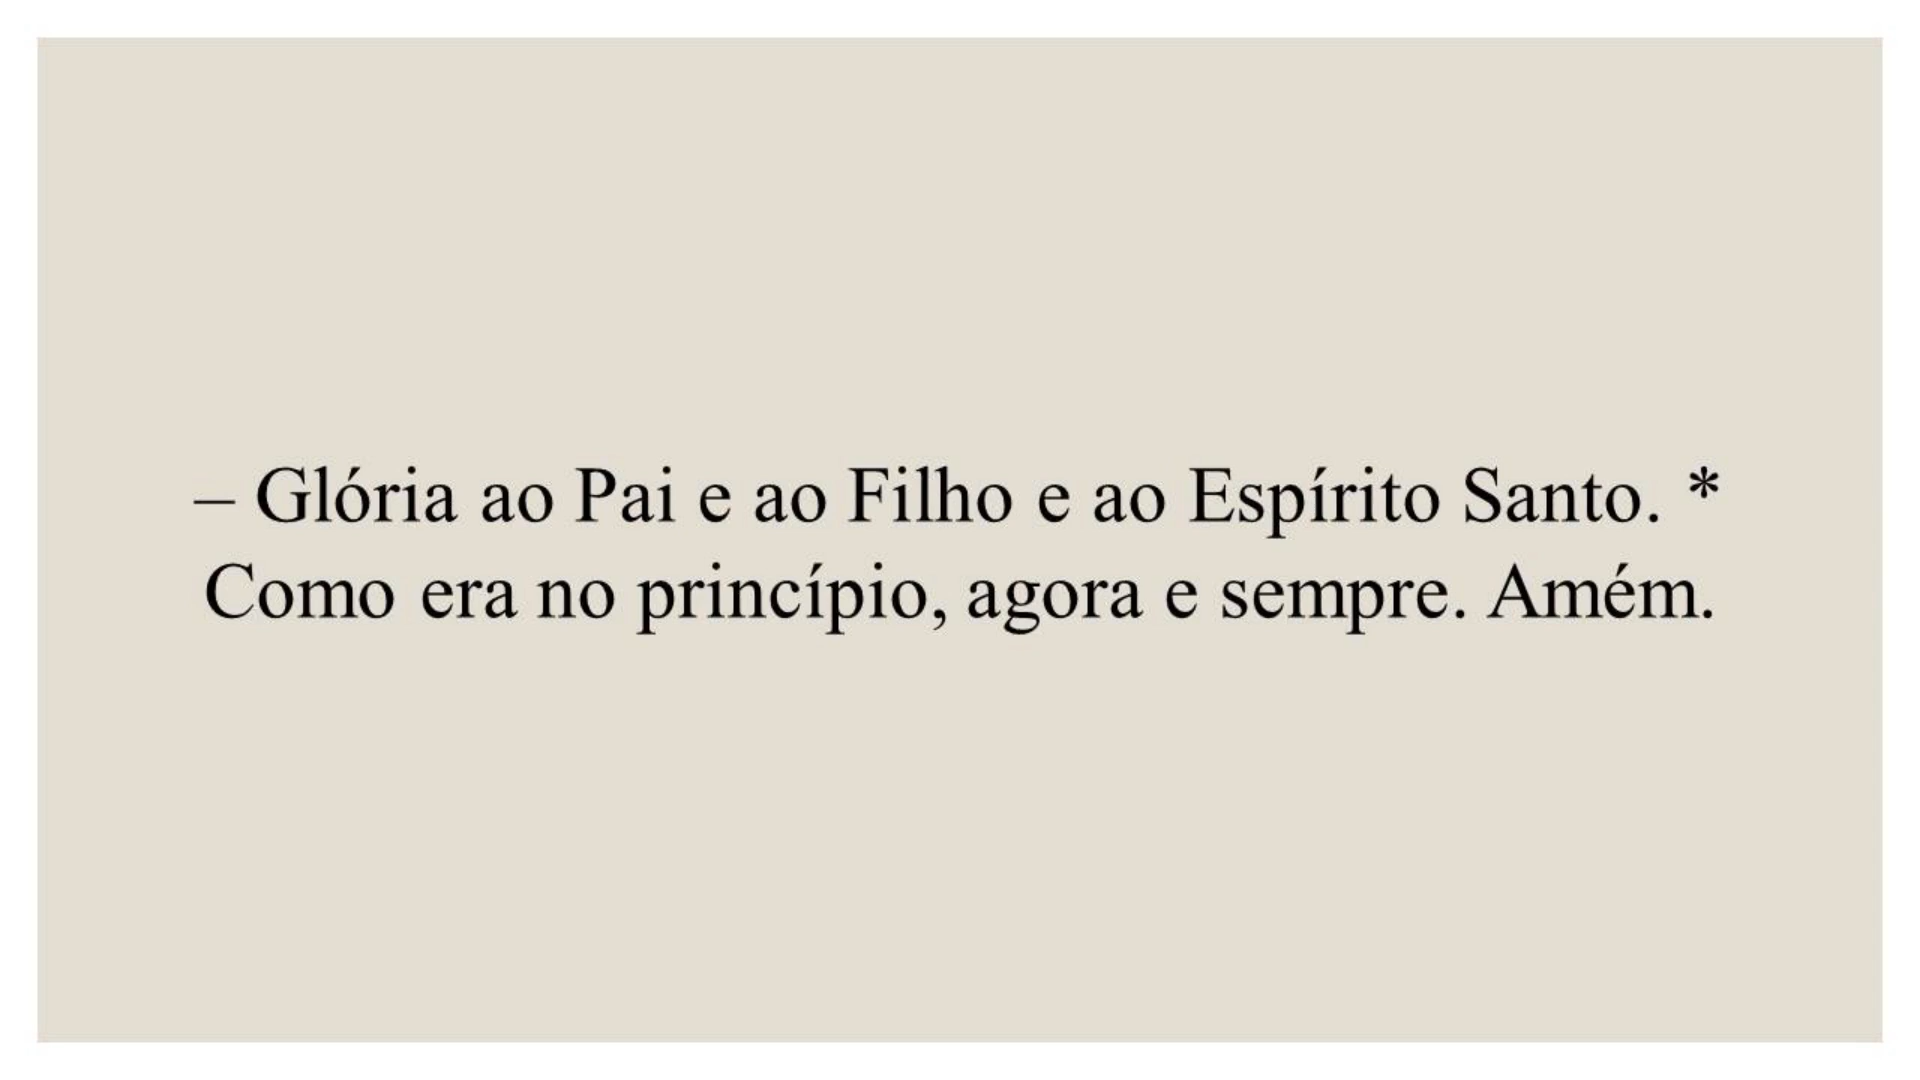 – Glória ao Pai e ao Filho e ao Espírito Santo. *
Como era no princípio, agora e sempre. Amém.